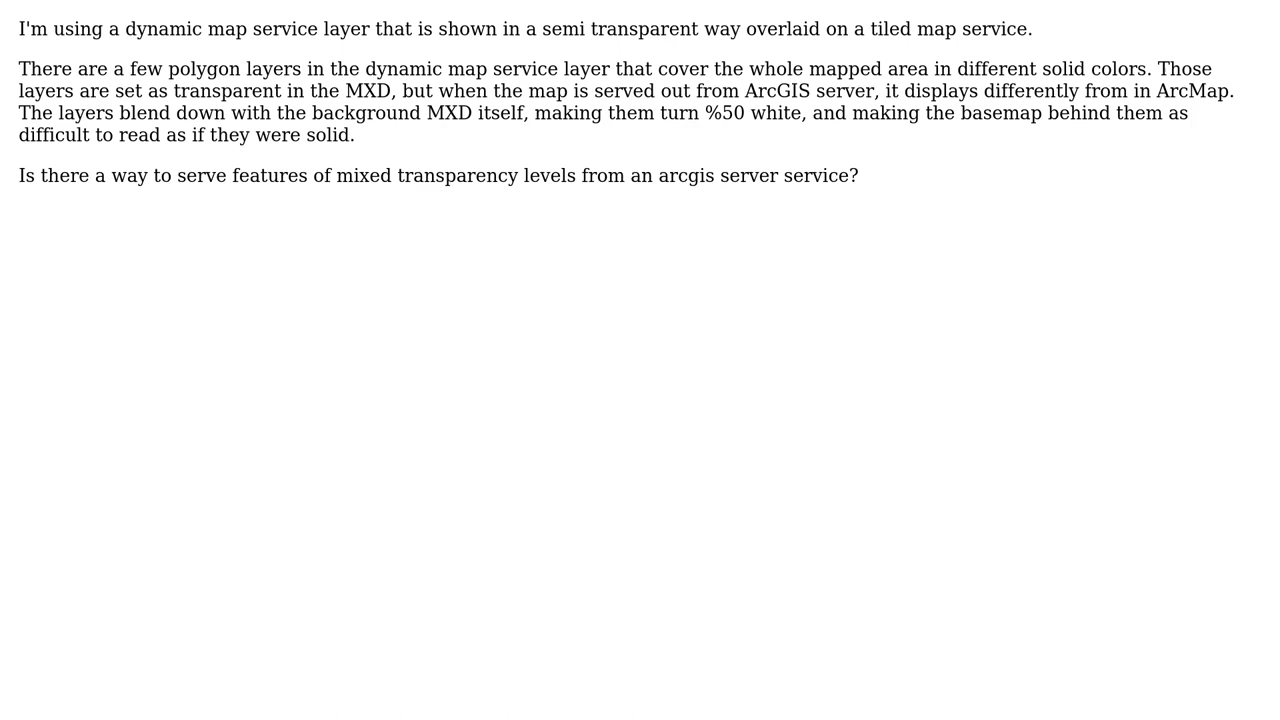 I'm using a dynamic map service layer that is shown in a semi transparent way overlaid on a tiled map service.
There are a few polygon layers in the dynamic map service layer that cover the whole mapped area in different solid colors. Those
layers are set as transparent in the MXD, but when the map is served out from ArcGIS server, it displays differently from in ArcMap.
The layers blend down with the background MXD itself, making them turn %50 white, and making the basemap behind them as
difficult to read as if they were solid.
Is there a way to serve features of mixed transparency levels from an arcgis server service?